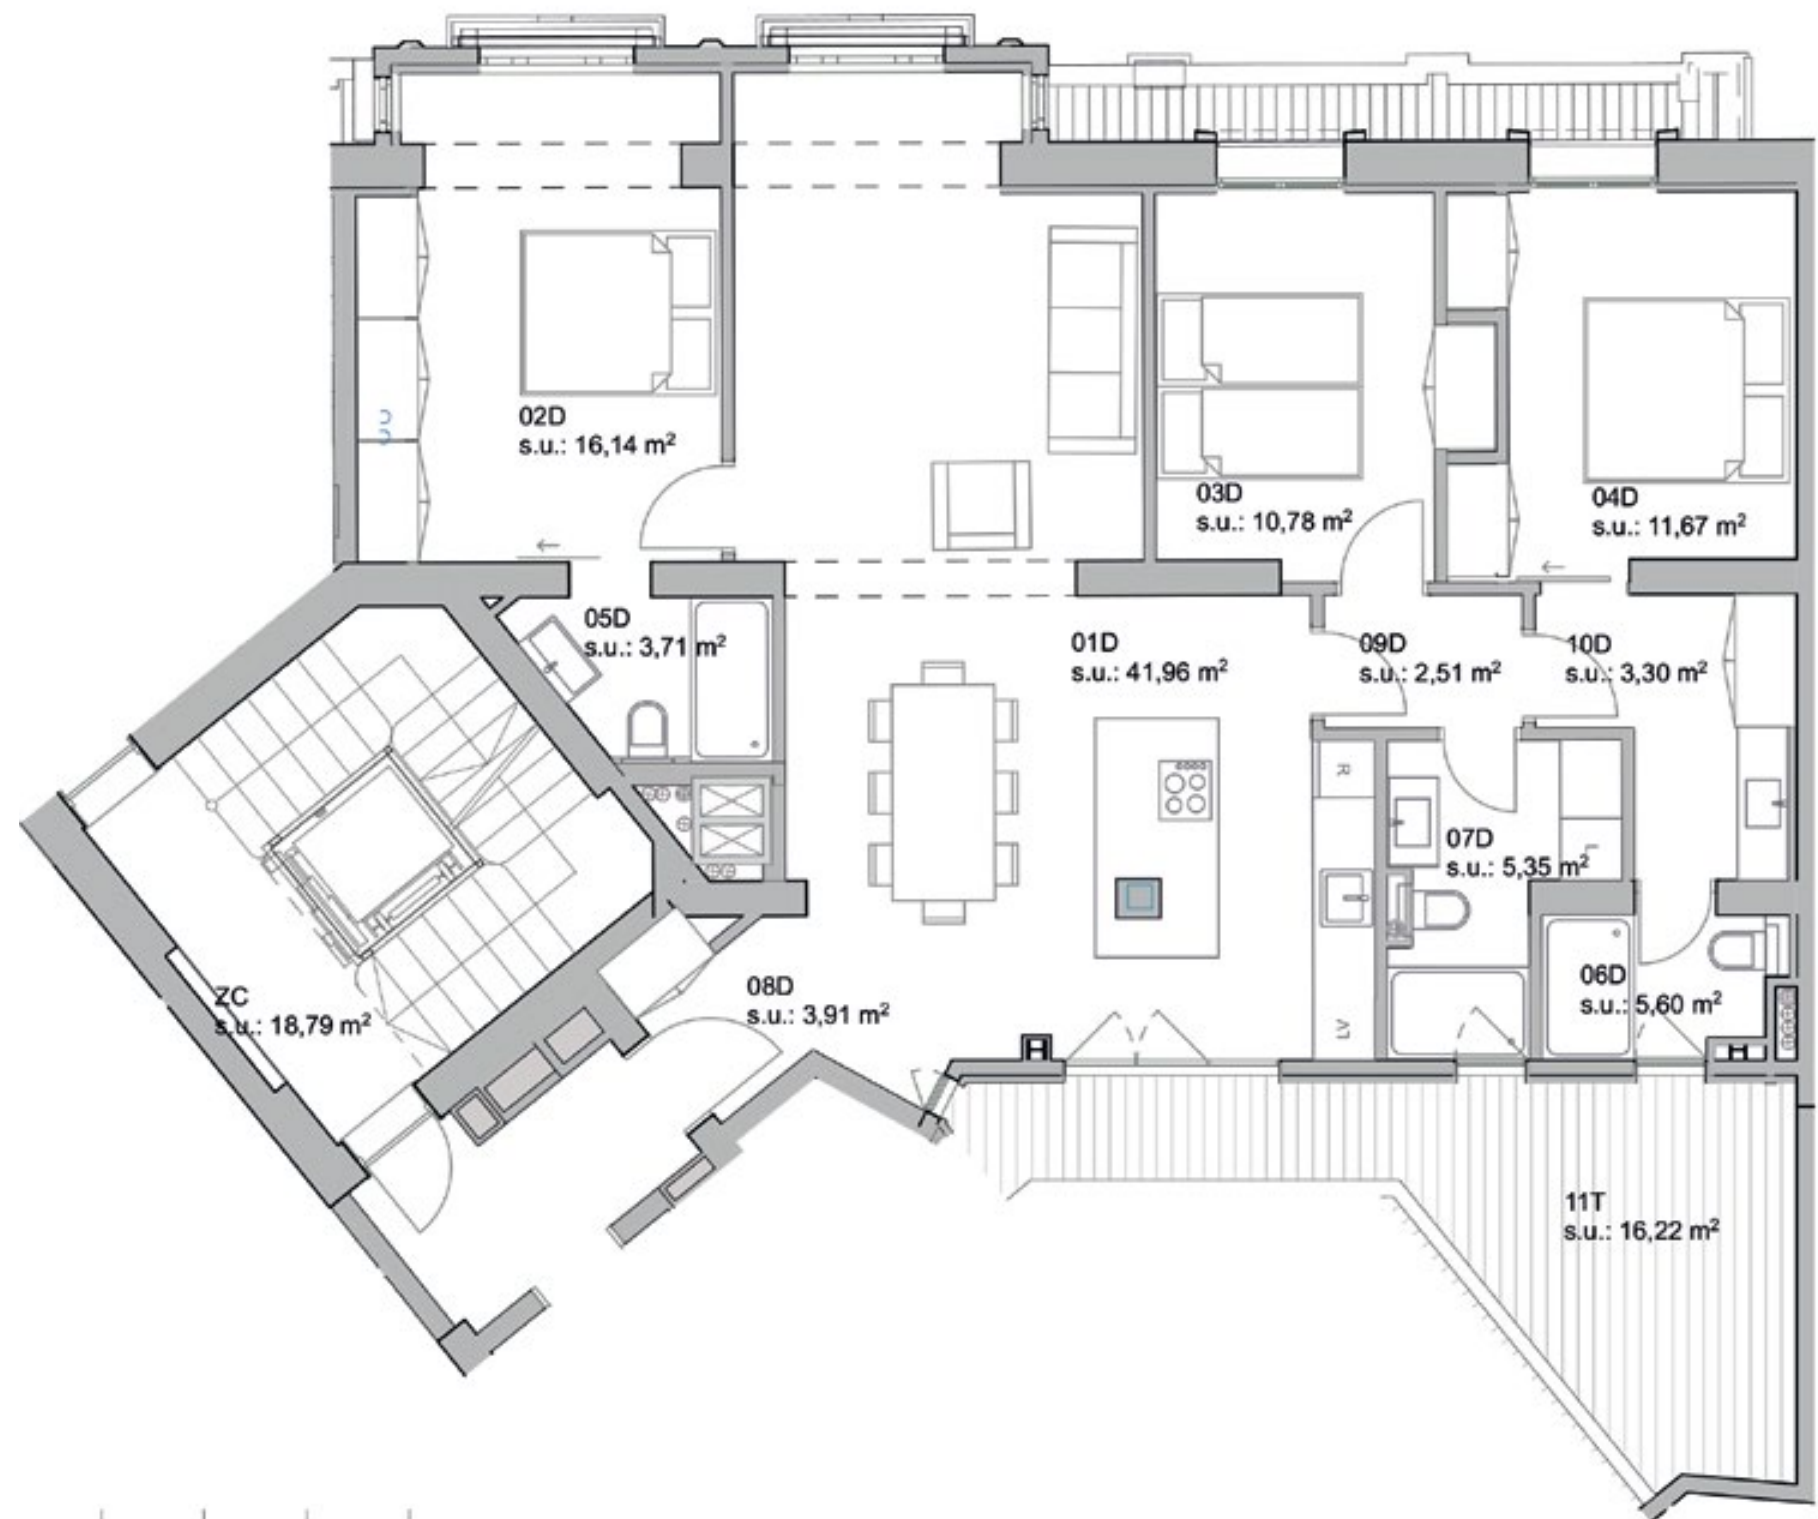 02D
s.u.: 16,14 m²
03D
s.u.: 10,78 m²
04D
s.u.: 11,67 m²
05D
s.u.: 3,71 m²
01D
s.u.: 41,96 m²
09D
s.u.: 2,51 m²
10D
s.u.: 3,30 m²
R
07D
s.u.: 5,35 m²
L
06D
s.u.: 5,60 m²
08D
s.u.: 3,91 m²
ZC
s.u.: 18,79 m²
LV
11T
s.u.: 16,22 m²